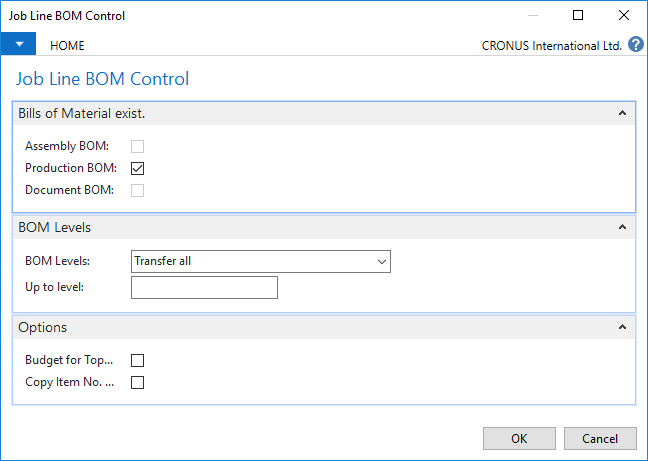 Job Line BOM Control
HOME
CRONUS International Ltd. ?
Job Line BOM Control
Bills of Material exist.
Assembly BOM:
Production BOM:
Document BOM:
BOM Levels
BOM Levels: Transfer all
Up to level:
Options
Budget for Top...
Copy Item No. ...
OK Cancel